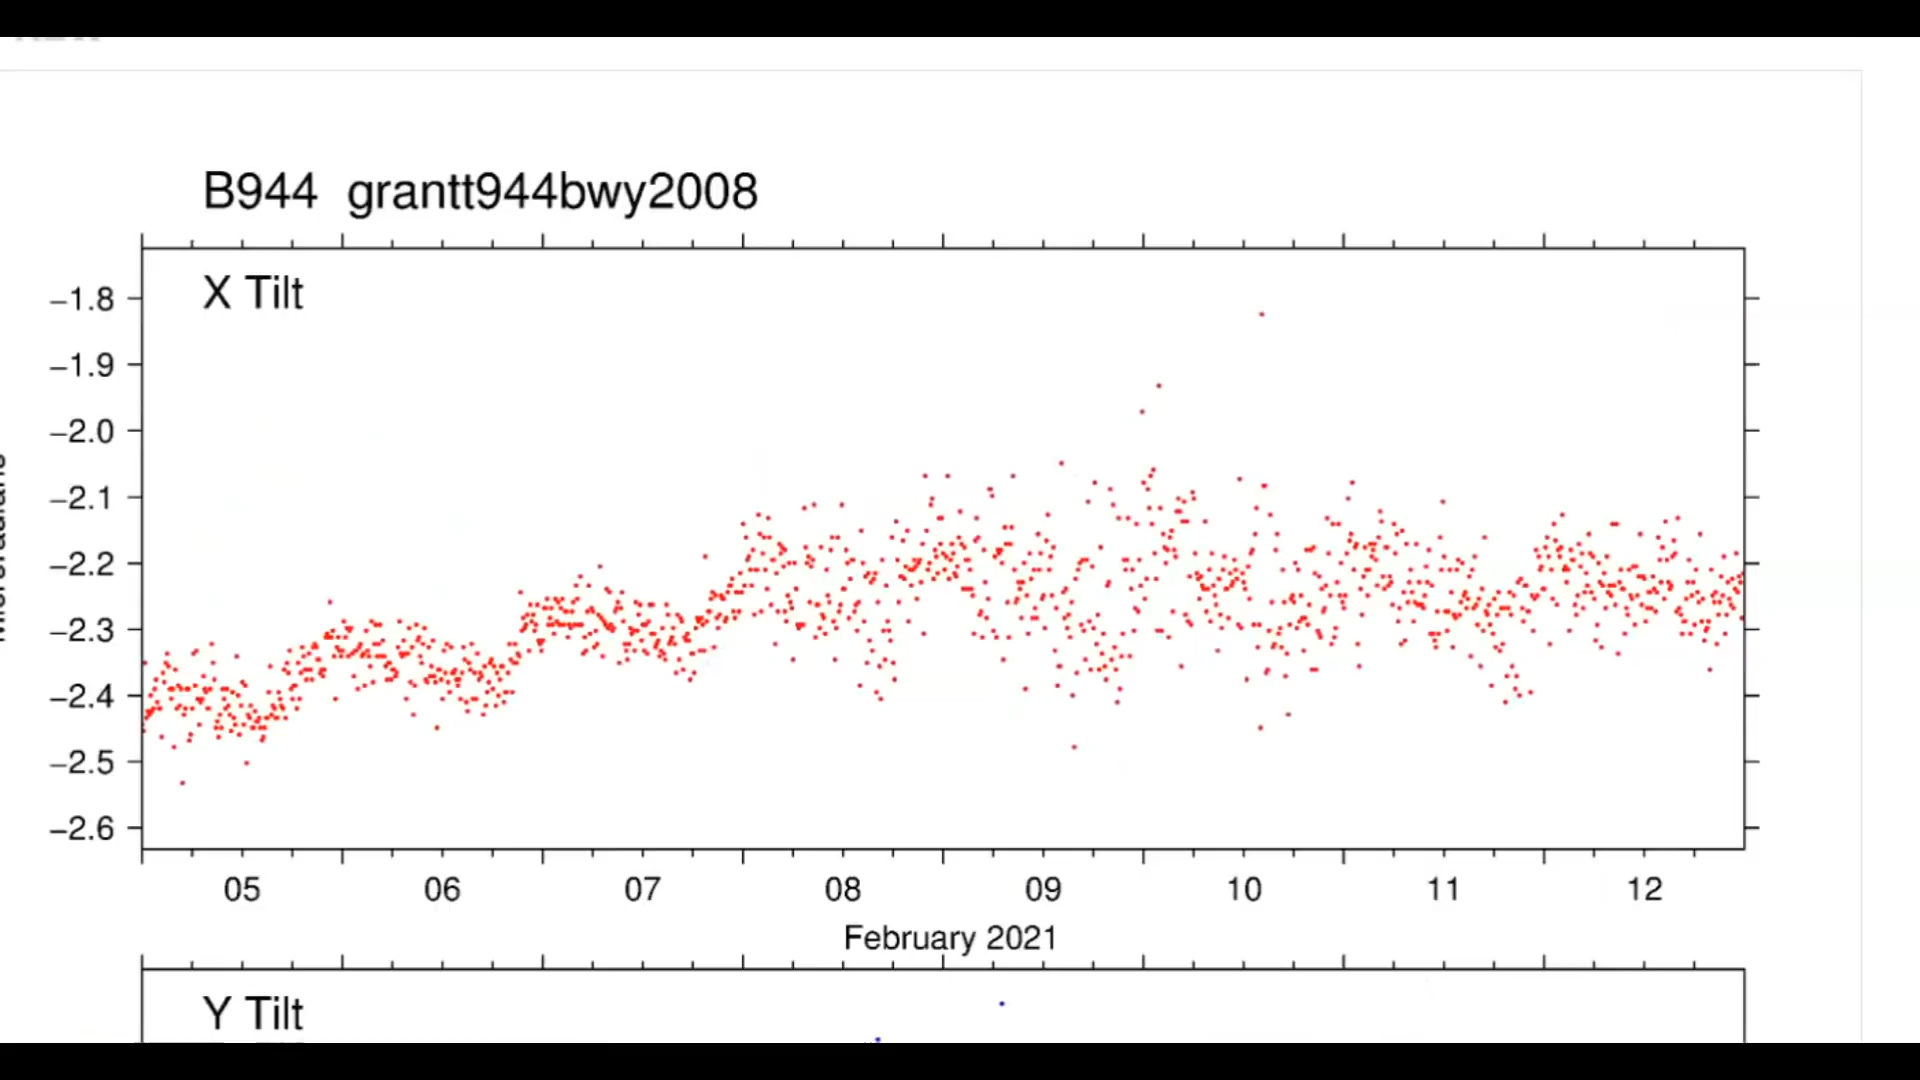 B944 grantt944bwy2008
X Tilt
−1.8
−1.9
−2.0
−2.1
−2.2
−2.3
−2.4
−2.5
−2.6
05 06 07 08 09 10 11 12
February 2021
Y Tilt